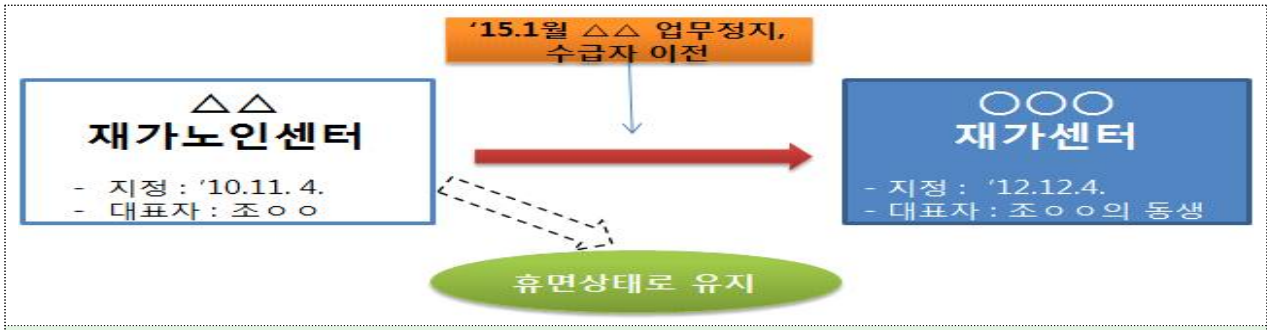 ‘15.1월 △△ 업무정지,
수급자 이전
△△
재가노인센터
- 지정 : ‘10.11. 4.
- 대표자 : 조ㅇㅇ
○○○
재가센터
- 지정 : ‘12.12.4.
- 대표자 : 조ㅇㅇ의 동생
휴면상태로 유지